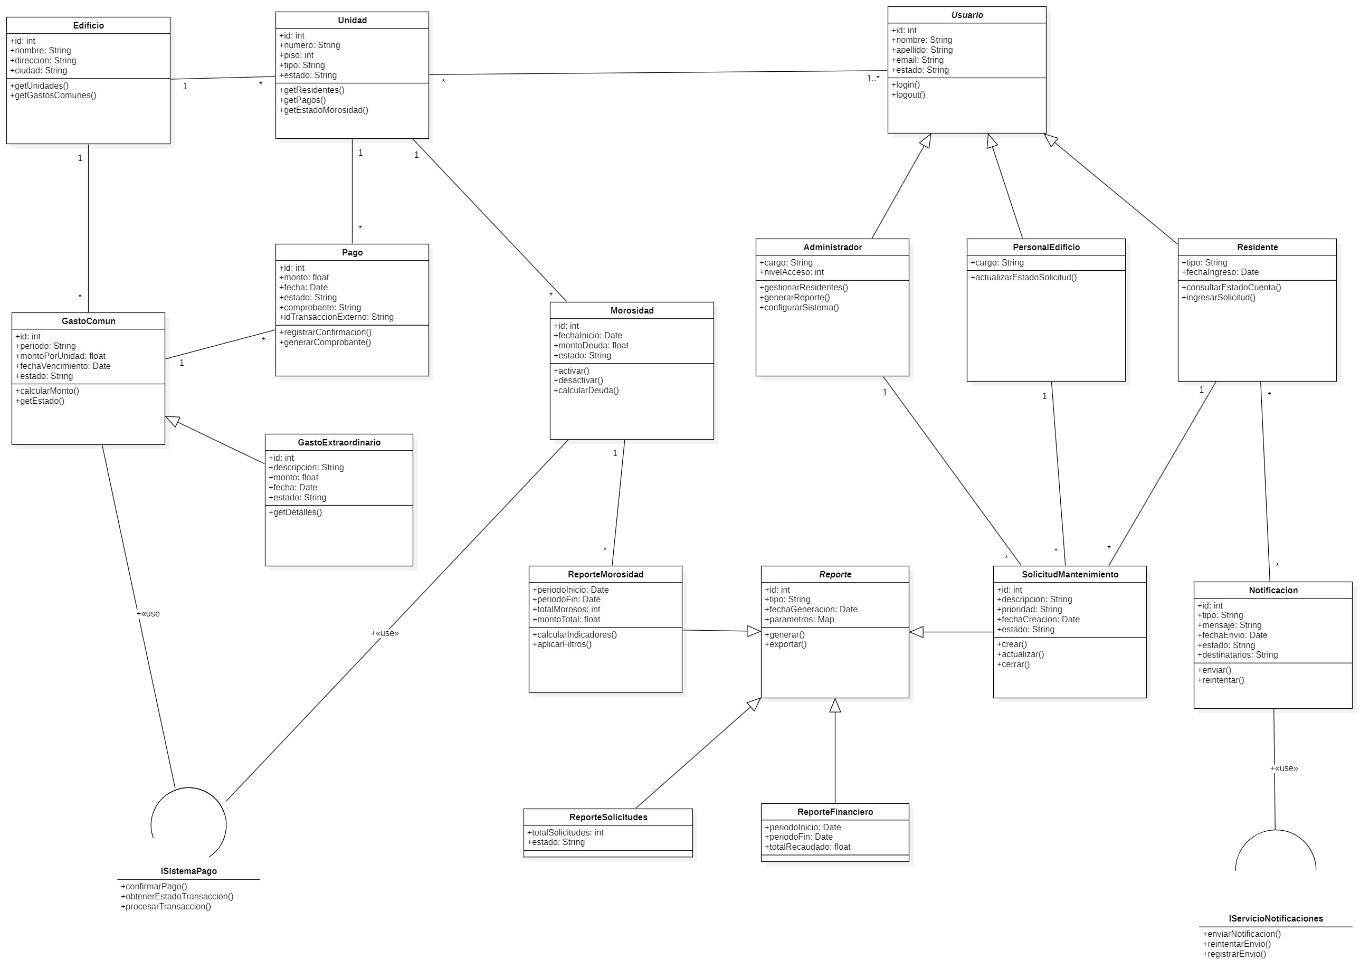 Edificio
+id: int
+nombre: String
+direccion: String
+ciudad: String
+getUnidades()
+getGastosComunes()
1
*
Unidad
+id: int
+numero: String
+piso: int
+tipo: String
+estado: String
+getResidentes()
+getPagos()
+getEstadoMorosidad()
*
1..*
Usuario
+id: int
+nombre: String
+apellido: String
+email: String
+estado: String
+login()
+logout()
1
*
1
*
1
*
Pago
+id: int
+monto: float
+fecha: Date
+estado: String
+comprobante: String
+idTransaccionExterno: String
+registrarConfirmacion()
+generarComprobante()
Administrador
+cargo: String
+nivelAcceso: int
+gestionarResidentes()
+generarReporte()
+configurarSistema()
PersonalEdificio
+cargo: String
+actualizarEstadoSolicitud()
Residente
+tipo: String
+fechaIngreso: Date
+consultarEstadoCuenta()
+ingresarSolicitud()
GastoComun
+id: int
+periodo: String
+montoPorUnidad: float
+fechaVencimiento: Date
+estado: String
+calcularMonto()
+getEstado()
1
*
Morosidad
+id: int
+fechaInicio: Date
+montoDeuda: float
+estado: String
+activar()
+desactivar()
+calcularDeuda()
GastoExtraordinario
+id: int
+descripcion: String
+monto: float
+fecha: Date
+estado: String
+getDetalles()
1
*
1
*
1
*
1
*
*
*
ReporteMorosidad
+periodoInicio: Date
+periodoFin: Date
+totalMorosos: int
+montoTotal: float
+calcularIndicadores()
+aplicarFiltros()
Reporte
+id: int
+tipo: String
+fechaGeneracion: Date
+parametros: Map
+generar()
+exportar()
SolicitudMantenimiento
+id: int
+descripcion: String
+prioridad: String
+fechaCreacion: Date
+estado: String
+crear()
+actualizar()
+cerrar()
Notificacion
+id: int
+tipo: String
+mensaje: String
+fechaEnvio: Date
+estado: String
+destinatarios: String
+enviar()
+reintentar()
+«use
+«use»
+«use»
ReporteSolicitudes
+totalSolicitudes: int
+estado: String
ReporteFinanciero
+periodoInicio: Date
+periodoFin: Date
+totalRecaudado: float
ISistemaPago
+confirmarPago()
+obtenerEstadoTransaccion()
+procesarTransaccion()
IServicioNotificaciones
+enviarNotificacion()
+reintentarEnvio()
+registrarEnvio()